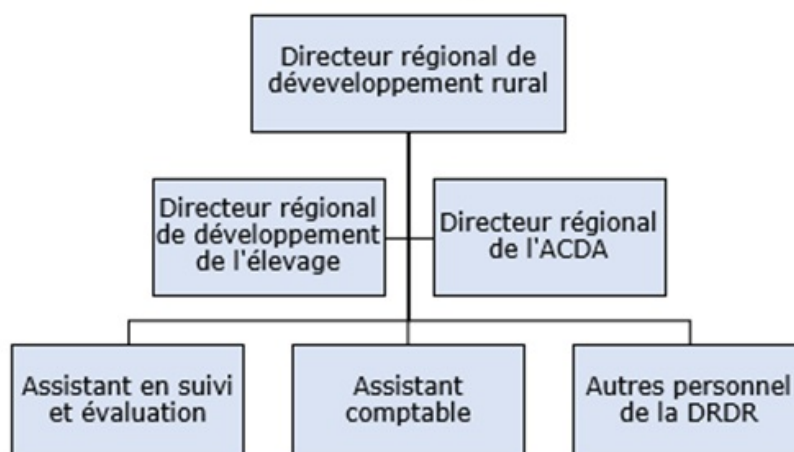 Directeur régional de
déveveloppement rural
Directeur régional
de développement
de l'élevage
Directeur régional
de l'ACDA
Assistant en suivi
et évaluation
Assistant
comptable
Autres personnel
de la DRDR